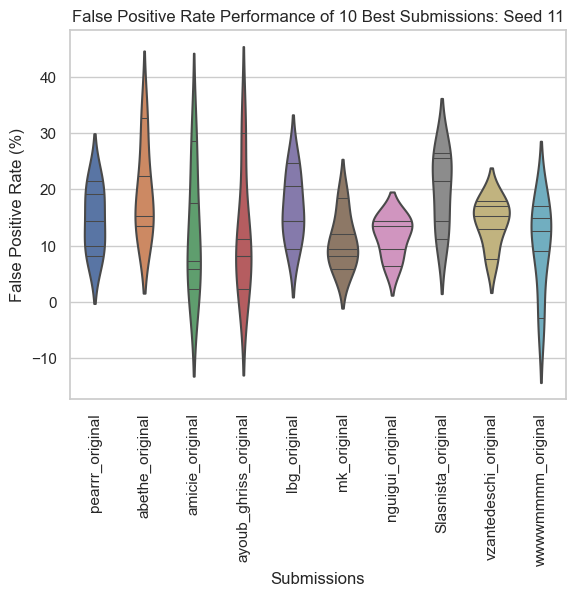 False Positive Rate Performance of 10 Best Submissions: Seed 11
False Positive Rate (%)
40
30
20
10
0
−10
pearrr_original
abethe_original
amicie_original
ayoub_ghriss_original
lbg_original
mk_original
nguigui_original
Slasnista_original
vzantedeschi_original
wwwwmmmm_original
Submissions